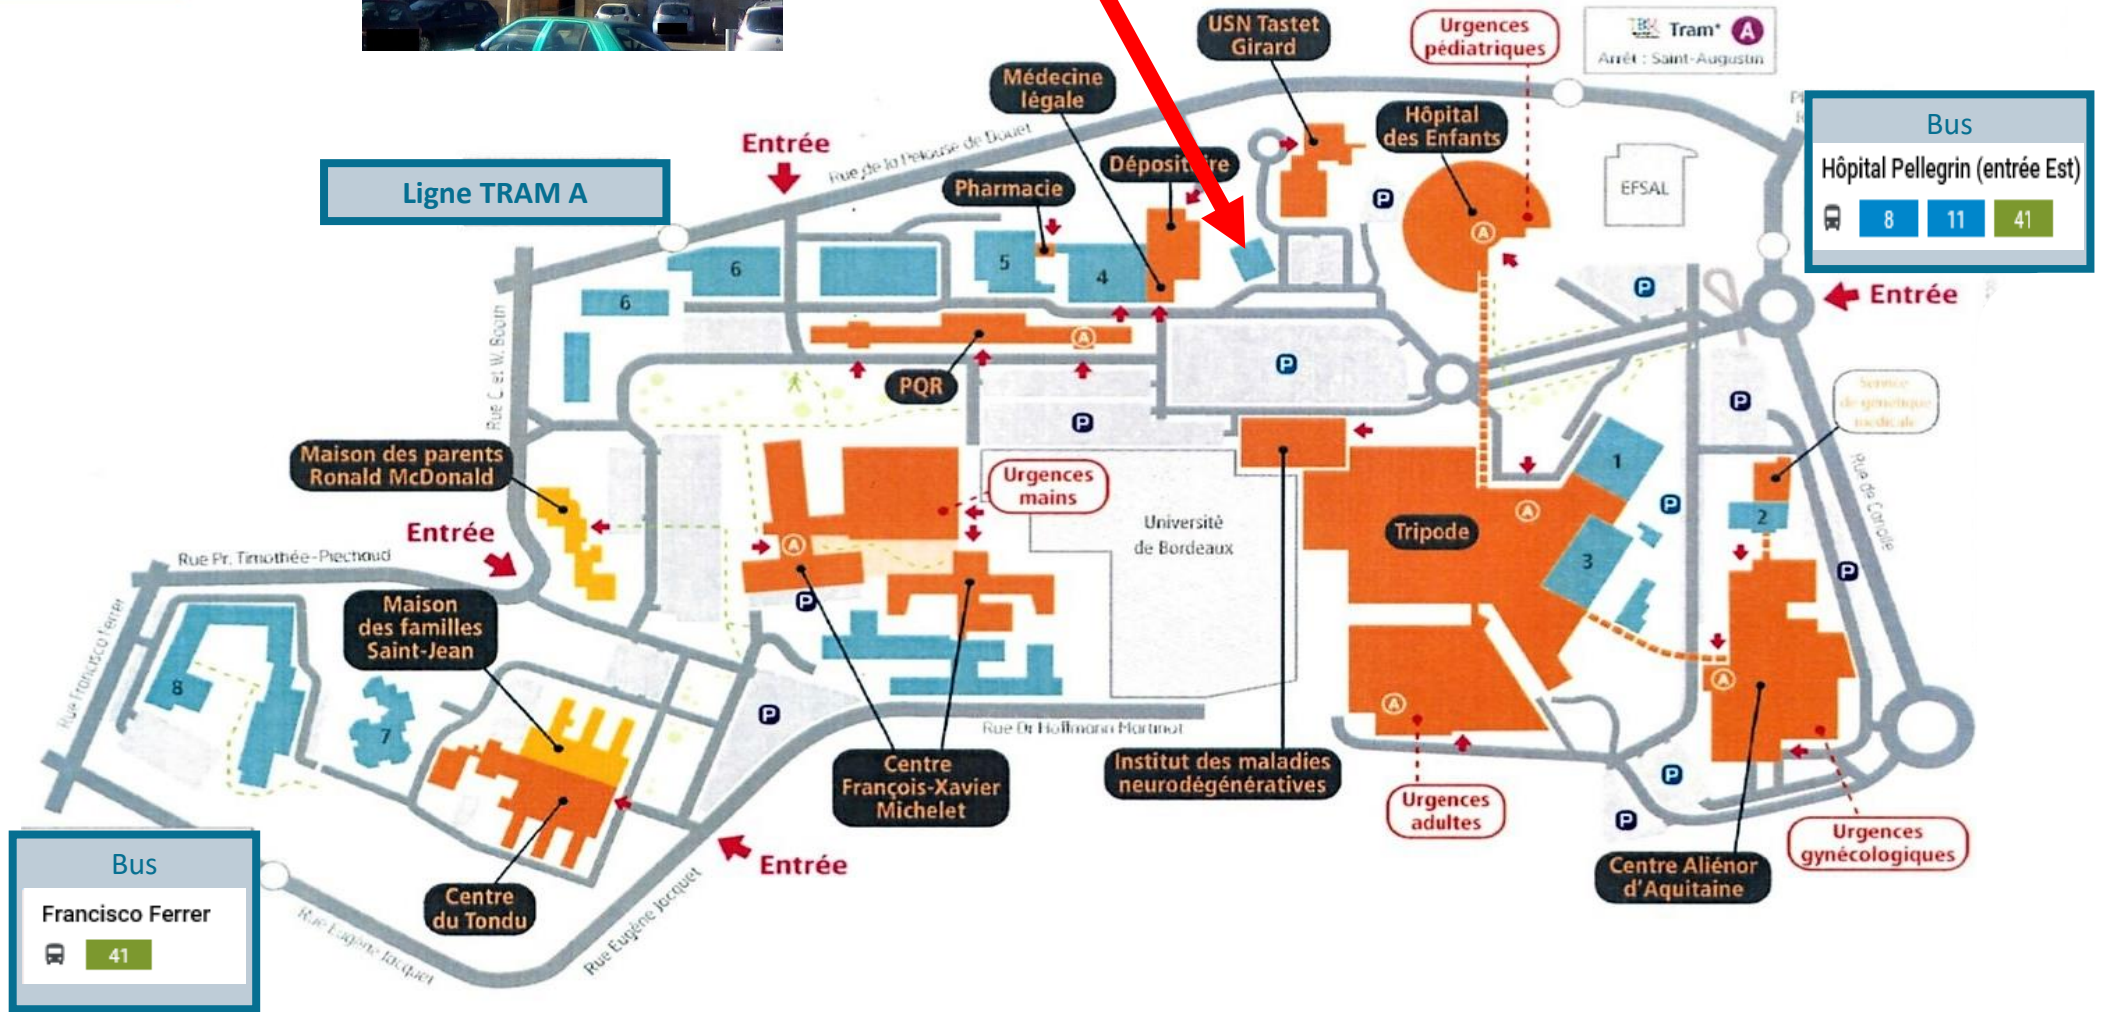 USN Tastet
Girard
Urgences
pédiatriques
Tram* A
Arrêt : Saint-Augustin
Médecine
légale
Hôpital
des Enfants
Bus
Hôpital Pellegrin (entrée Est)
8 11 41
Entrée
Rue de la Pelouse de Douet
Ligne TRAM A
Pharmacie
Dépositoire
P
EFSAL
A
6
5
4
6
P
Entrée
Rue C. et W. Booth
A
PQR
P
P
P
Service
de génétique
médicale
Maison des parents
Ronald McDonald
Urgences
mains
1
P
2
Rue de Canolle
Entrée
A
Université
de Bordeaux
Tripode
A
3
P
Rue Pr. Timothée-Piechaud
Maison
des familles
Saint-Jean
P
Rue Francisco Ferrer
8
7
P
A
A
Rue Dr Hoffmann Martinot
Centre
François-Xavier
Michelet
Institut des maladies
neurodégénératives
P
Urgences
adultes
P
Urgences
gynécologiques
Entrée
Centre Aliénor
d'Aquitaine
Bus
Francisco Ferrer
41
Centre
du Tondu
Rue Eugène Jacquet
Rue Eugène Jacquet